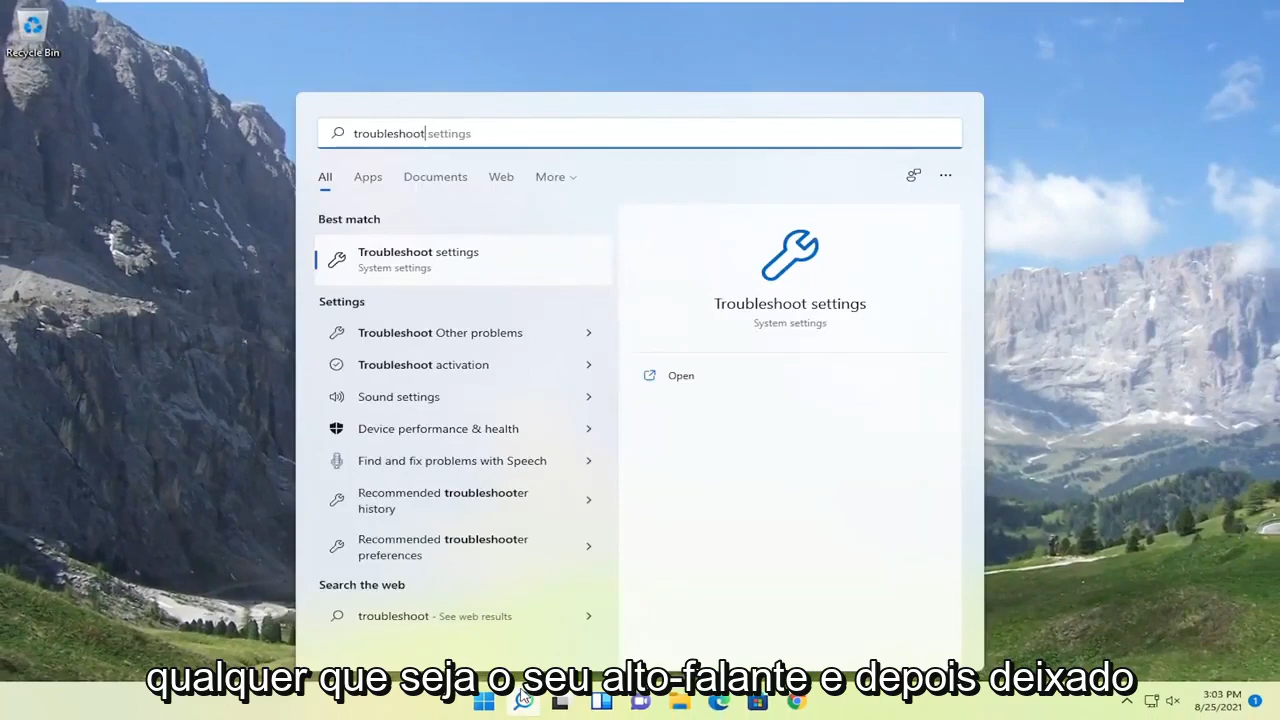 Recycle Bin
troubleshoot settings
All Apps Documents Web More
Best match
Troubleshoot settings
System settings
Settings
Troubleshoot Other problems
Troubleshoot activation
Sound settings
Device performance & health
Find and fix problems with Speech
Recommended troubleshooter
history
Recommended troubleshooter
preferences
Search the web
troubleshoot - See web results
Troubleshoot settings
System settings
Open
qualquer que seja o seu alto-falante e depois deixado
3:03 PM
8/25/2021
1